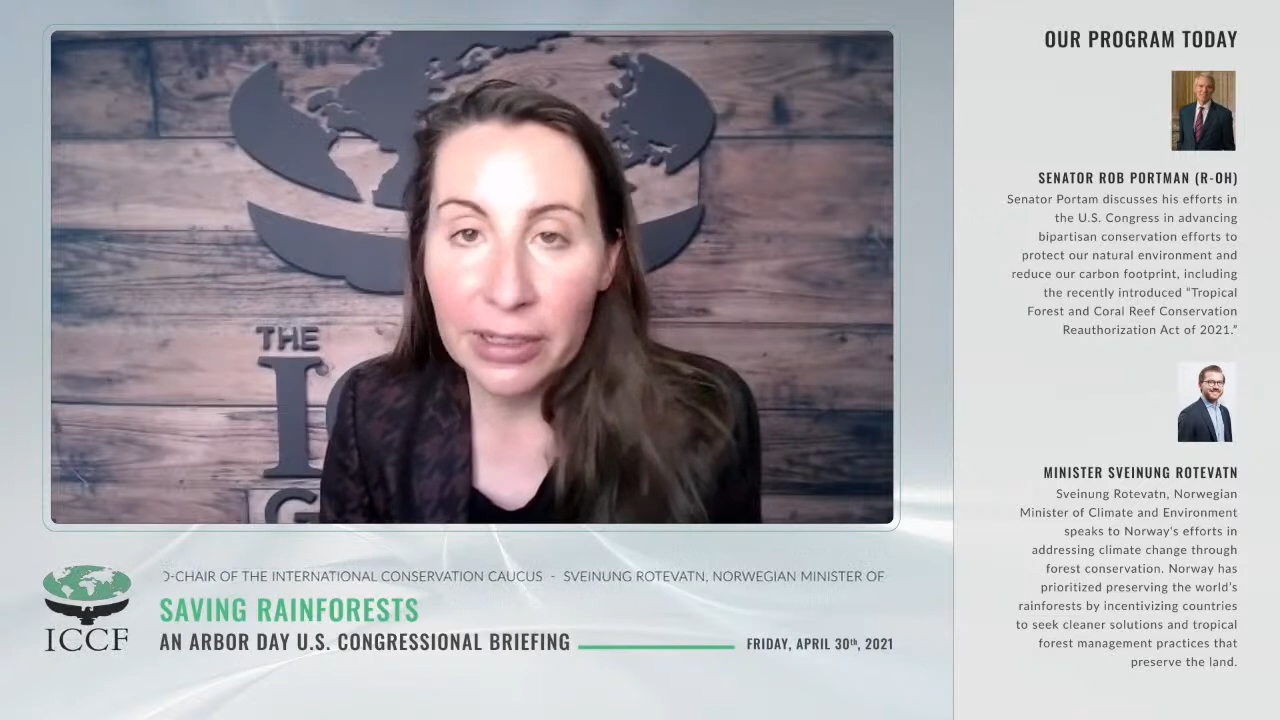 THE
I
G
ICCF
O-CHAIR OF THE INTERNATIONAL CONSERVATION CAUCUS - SVEINUNG ROTEVATN, NORWEGIAN MINISTER OF
SAVING RAINFORESTS
AN ARBOR DAY U.S. CONGRESSIONAL BRIEFING
FRIDAY, APRIL 30th, 2021
OUR PROGRAM TODAY
SENATOR ROB PORTMAN (R-OH)
Senator Portam discusses his efforts in
the U.S. Congress in advancing
bipartisan conservation efforts to
protect our natural environment and
reduce our carbon footprint, including
the recently introduced “Tropical
Forest and Coral Reef Conservation
Reauthorization Act of 2021.”
MINISTER SVEINUNG ROTEVATN
Sveinung Rotevatn, Norwegian
Minister of Climate and Environment
speaks to Norway's efforts in
addressing climate change through
forest conservation. Norway has
prioritized preserving the world's
rainforests by incentivizing countries
to seek cleaner solutions and tropical
forest management practices that
preserve the land.